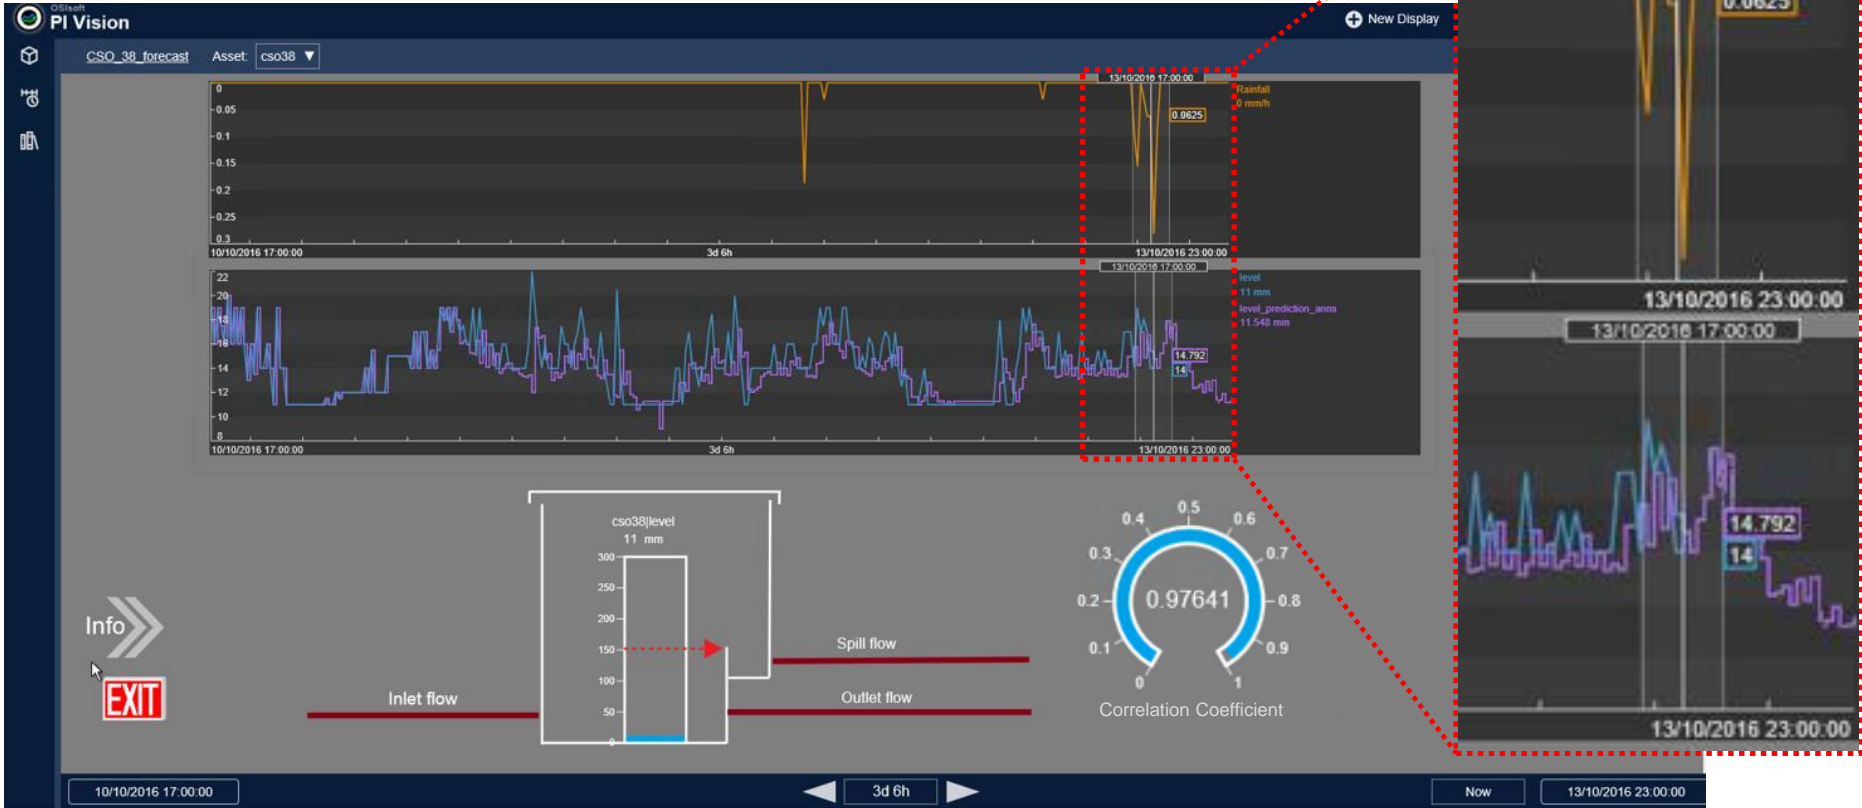 OSIsoft
PI Vision
New Display
CSO_38_forecast
Asset: cso38
13/10/2016 17:00:00
0
0.05
0.1
0.15
0.2
0.25
0.3
0.0625
Rainfall
0 mm/h
10/10/2016 17:00:00
3d 6h
13/10/2016 23:00:00
13/10/2016 17:00:00
22
20
18
16
14
12
10
8
14.792
14
level
11 mm
level_prediction_anns
11.548 mm
10/10/2016 17:00:00
3d 6h
13/10/2016 23:00:00
0.0625
13/10/2016 23:00:00
13/10/2016 17:00:00
14.792
14
13/10/2016 23:00:00
cso38|level
11 mm
300
250
200
150
100
50
0
Info
EXIT
Inlet flow
Spill flow
Outlet flow
0
0.1
0.2
0.3
0.4
0.5
0.6
0.7
0.8
0.9
1
0.97641
Correlation Coefficient
10/10/2016 17:00:00
3d 6h
Now
13/10/2016 23:00:00